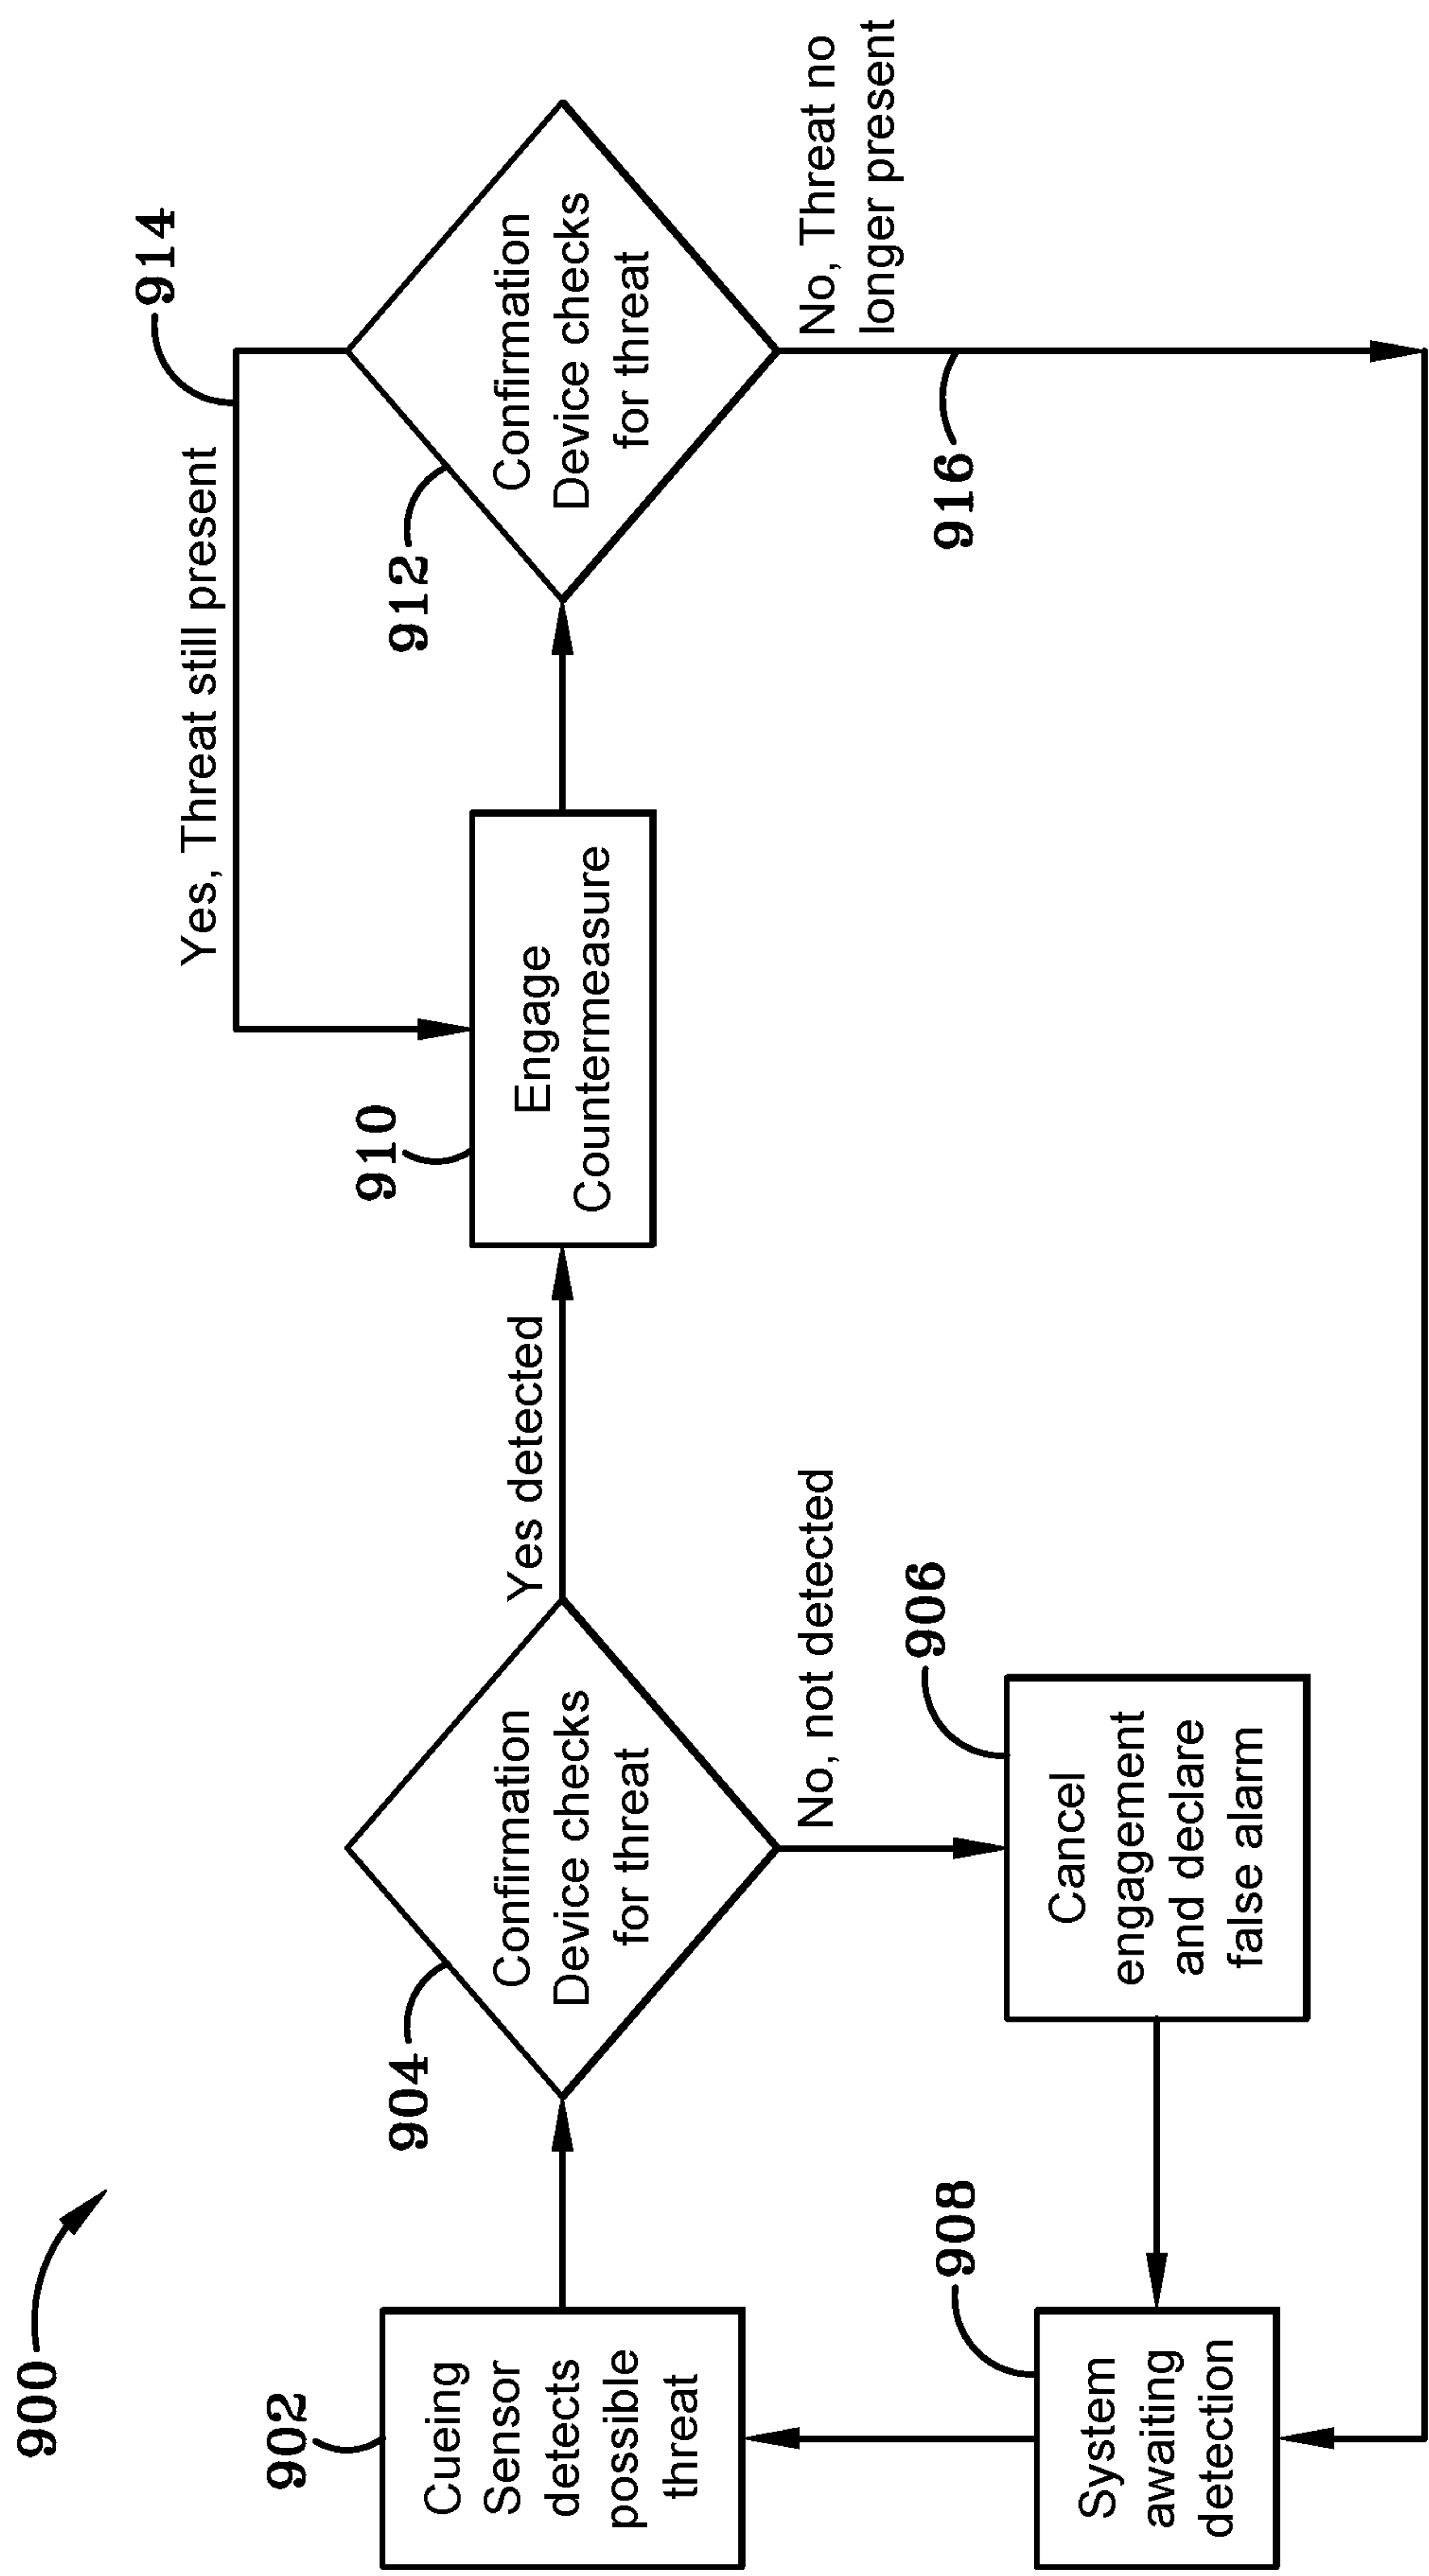 900
902
Cueing
Sensor
detects
possible
threat
904
Confirmation
Device checks
for threat
Yes detected
910
Engage
Countermeasure
Yes, Threat still present
914
912
Confirmation
Device checks
for threat
No, Threat no
longer present
916
No, not detected
906
Cancel
engagement
and declare
false alarm
908
System
awaiting
detection